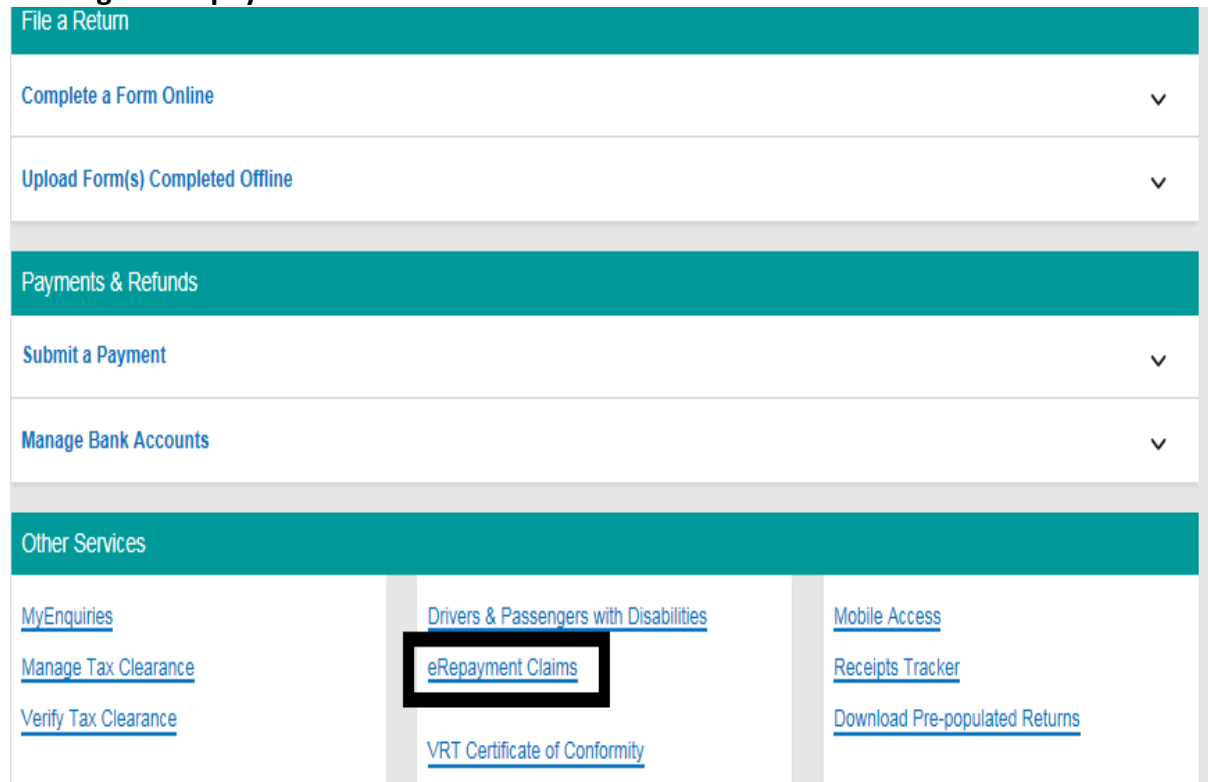 File a Return
Complete a Form Online
Upload Form(s) Completed Offline
Payments & Refunds
Submit a Payment
Manage Bank Accounts
Other Services
MyEnquiries
Manage Tax Clearance
Verify Tax Clearance
Drivers & Passengers with Disabilities
eRepayment Claims
VRT Certificate of Conformity
Mobile Access
Receipts Tracker
Download Pre-populated Returns